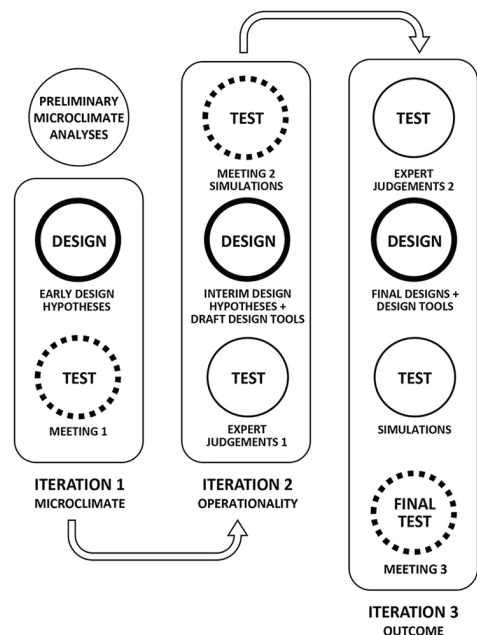 PRELIMINARY
MICROCLIMATE
ANALYSES
DESIGN
EARLY DESIGN
HYPOTHESES
TEST
MEETING 1
ITERATION 1
MICROCLIMATE
TEST
MEETING 2
SIMULATIONS
DESIGN
INTERIM DESIGN
HYPOTHESES +
DRAFT DESIGN TOOLS
TEST
EXPERT
JUDGEMENTS 1
ITERATION 2
OPERATIONALITY
TEST
EXPERT
JUDGEMENTS 2
DESIGN
FINAL DESIGNS +
DESIGN TOOLS
TEST
SIMULATIONS
FINAL
TEST
MEETING 3
ITERATION 3
OUTCOME